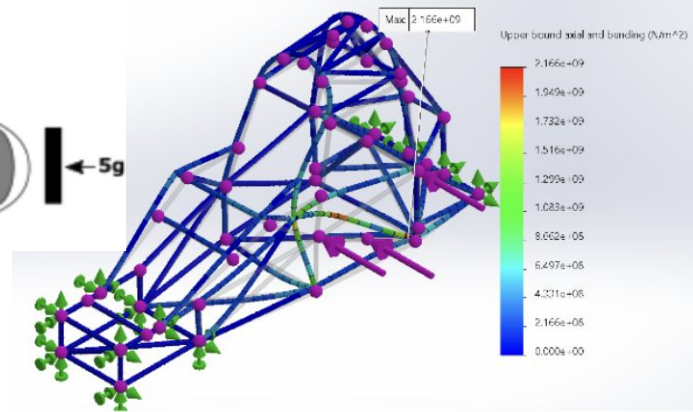 Max: 2.166e+09
Upper bound axial and bending (N/m^2)
2.166e+09
1.949e+09
1.732e+09
1.516e+09
1.299e+09
1.083e+09
8.662e+08
6.497e+08
4.331e+08
2.166e+08
0.000e+00
5g